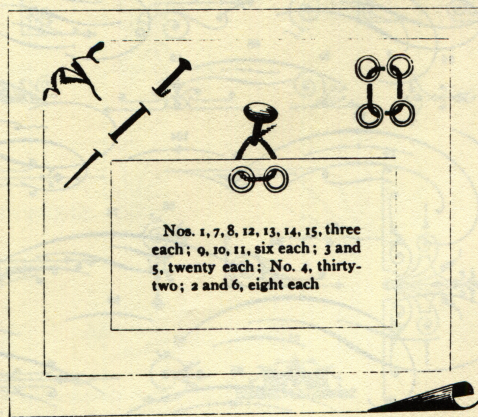 Nos. 1, 7, 8, 12, 13, 14, 15, three
each; 9, 10, 11, six each; 3 and
5, twenty each; No. 4, thirty-
two; 2 and 6, eight each